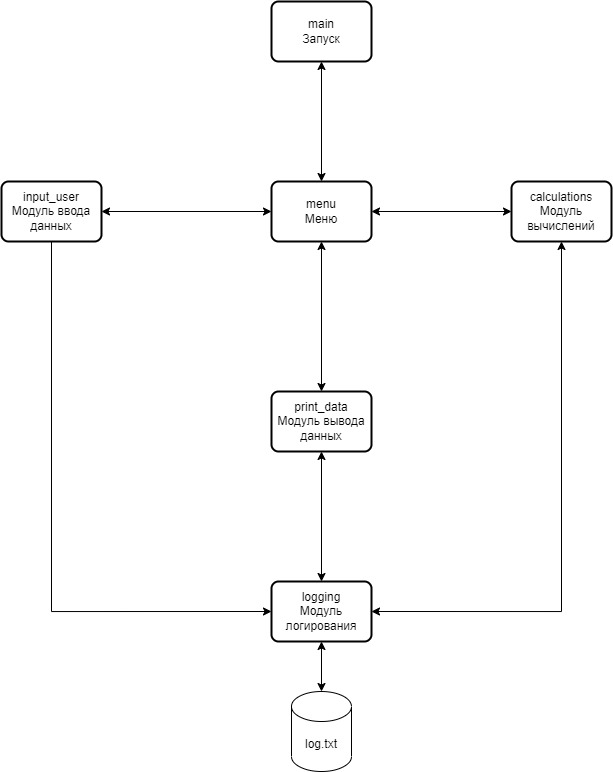 main
Запуск
input_user
Модуль ввода
данных
menu
Меню
calculations
Модуль
вычислений
print_data
Модуль вывода
данных
logging
Модуль
логирования
log.txt